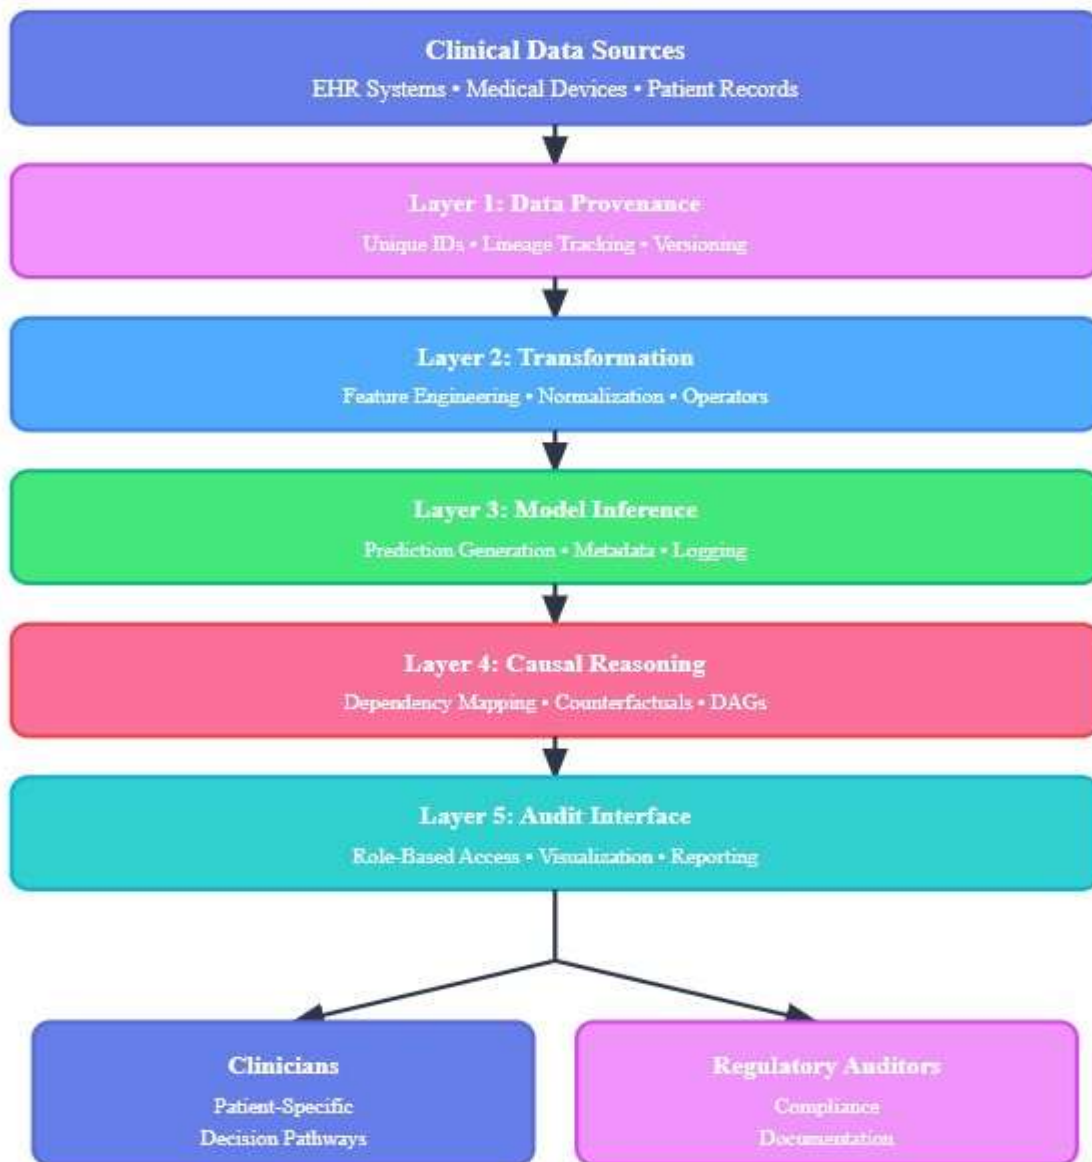 Clinical Data Sources
EHR Systems • Medical Devices • Patient Records
Layer 1: Data Provenance
Unique IDs • Lineage Tracking • Versioning
Layer 2: Transformation
Feature Engineering • Normalization • Operators
Layer 3: Model Inference
Prediction Generation • Metadata • Logging
Layer 4: Causal Reasoning
Dependency Mapping • Counterfactuals • DAGs
Layer 5: Audit Interface
Role-Based Access • Visualization • Reporting
Clinicians
Patient-Specific
Decision Pathways
Regulatory Auditors
Compliance
Documentation